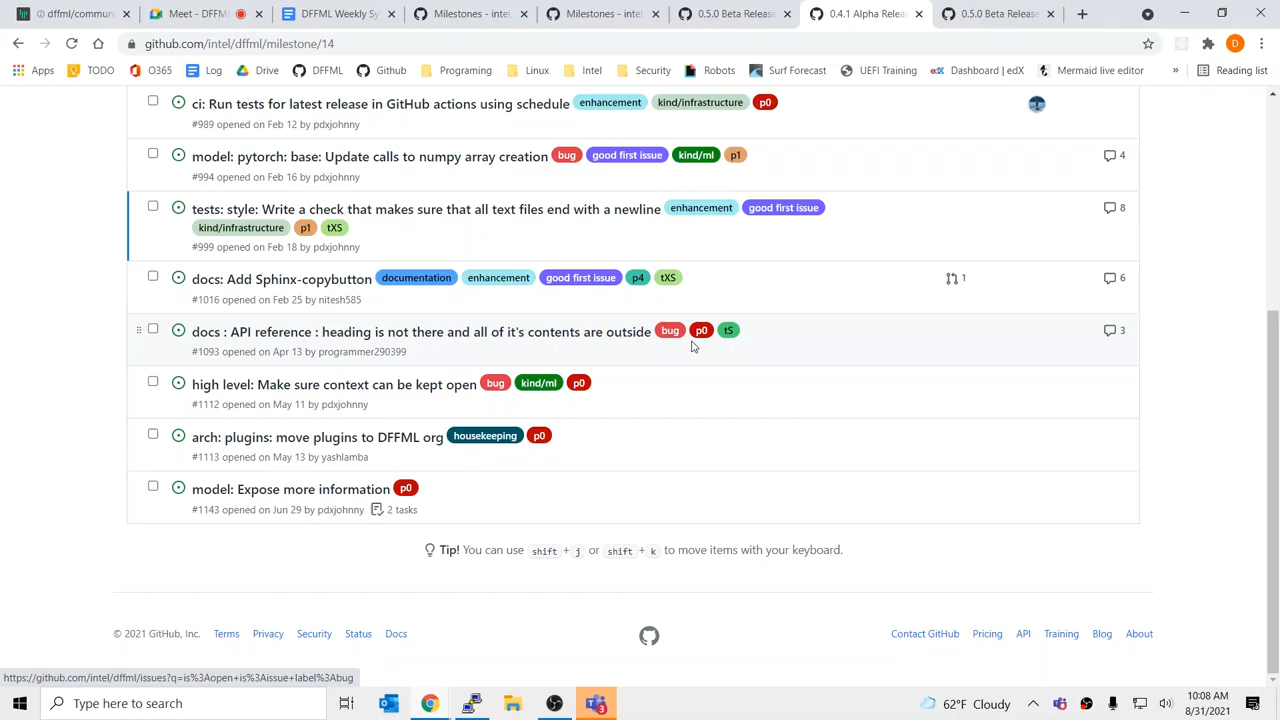 dffml/commun
Meet - DFFM
DFFML Weekly Sy
Milestones - intel
Milestones - intel
0.5.0 Beta Release
0.4.1 Alpha Relea
0.5.0 Beta Release
github.com/intel/dffml/milestone/14
D
Apps
TODO
O365
Log
Drive
DFFML
Github
Programing
Linux
Intel
Security
Robots
Surf Forecast
UEFI Training
edX
Dashboard | edX
Mermaid live editor
»
Reading list
ci: Run tests for latest release in GitHub actions using schedule enhancement kind/infrastructure p0
#989 opened on Feb 12 by pdxjohnny
model: pytorch: base: Update calls to numpy array creation bug good first issue kind/ml p1 4
#994 opened on Feb 16 by pdxjohnny
tests: style: Write a check that makes sure that all text files end with a newline enhancement good first issue 8
kind/infrastructure p1 tXS
#999 opened on Feb 18 by pdxjohnny
docs: Add Sphinx-copybutton documentation enhancement good first issue p4 tXS 1 6
#1016 opened on Feb 25 by nitesh585
docs : API reference : heading is not there and all of it's contents are outside bug p0 tS 3
#1093 opened on Apr 13 by programmer290399
high level: Make sure context can be kept open bug kind/ml p0
#1112 opened on May 11 by pdxjohnny
arch: plugins: move plugins to DFFML org housekeeping p0
#1113 opened on May 13 by yashlamba
model: Expose more information p0
#1143 opened on Jun 29 by pdxjohnny 2 tasks
Tip! You can use shift + j or shift + k to move items with your keyboard.
© 2021 GitHub, Inc. Terms Privacy Security Status Docs Contact GitHub Pricing API Training Blog About
https://github.com/intel/dffml/issues?q=is%3Aopen+is%3Aissue+label%3Abug
Type here to search
3
62°F Cloudy
10:08 AM
8/31/2021